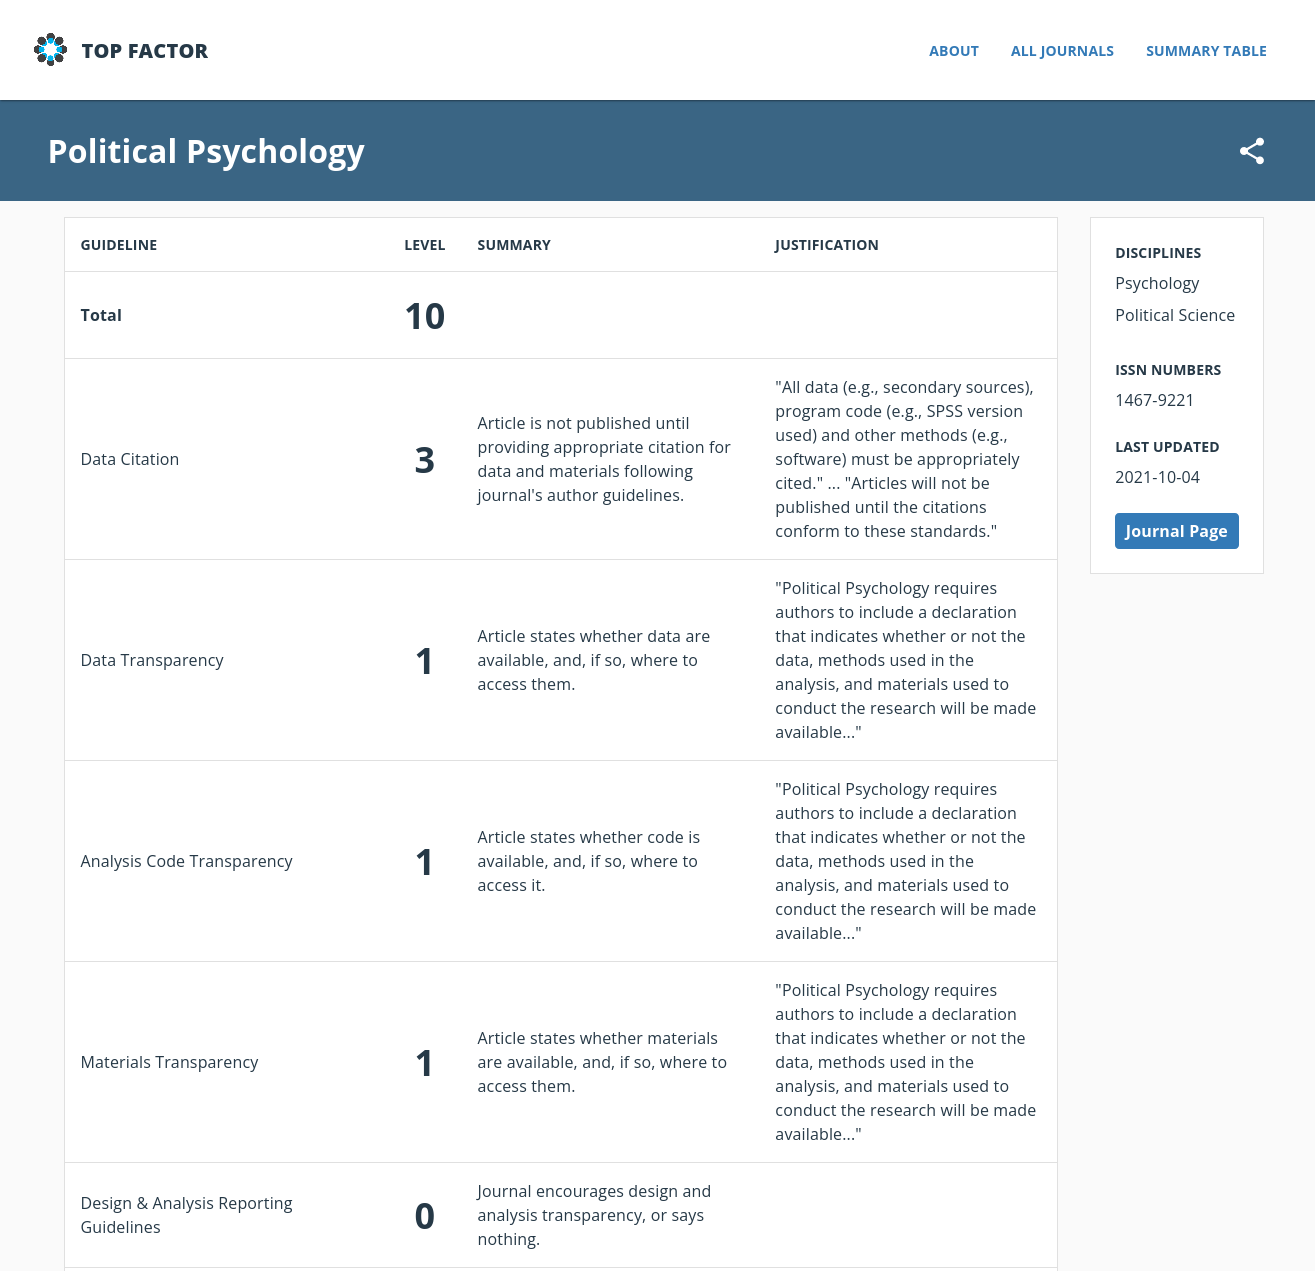 TOP FACTOR
ABOUT
ALL JOURNALS
SUMMARY TABLE
Political Psychology
GUIDELINE
LEVEL
SUMMARY
JUSTIFICATION
Total
10
Data Citation
3
Article is not published until
providing appropriate citation for
data and materials following
journal's author guidelines.
"All data (e.g., secondary sources),
program code (e.g., SPSS version
used) and other methods (e.g.,
software) must be appropriately
cited." ... "Articles will not be
published until the citations
conform to these standards."
Data Transparency
1
Article states whether data are
available, and, if so, where to
access them.
"Political Psychology requires
authors to include a declaration
that indicates whether or not the
data, methods used in the
analysis, and materials used to
conduct the research will be made
available..."
Analysis Code Transparency
1
Article states whether code is
available, and, if so, where to
access it.
"Political Psychology requires
authors to include a declaration
that indicates whether or not the
data, methods used in the
analysis, and materials used to
conduct the research will be made
available..."
Materials Transparency
1
Article states whether materials
are available, and, if so, where to
access them.
"Political Psychology requires
authors to include a declaration
that indicates whether or not the
data, methods used in the
analysis, and materials used to
conduct the research will be made
available..."
Design & Analysis Reporting
Guidelines
0
Journal encourages design and
analysis transparency, or says
nothing.
DISCIPLINES
Psychology
Political Science
ISSN NUMBERS
1467-9221
LAST UPDATED
2021-10-04
Journal Page